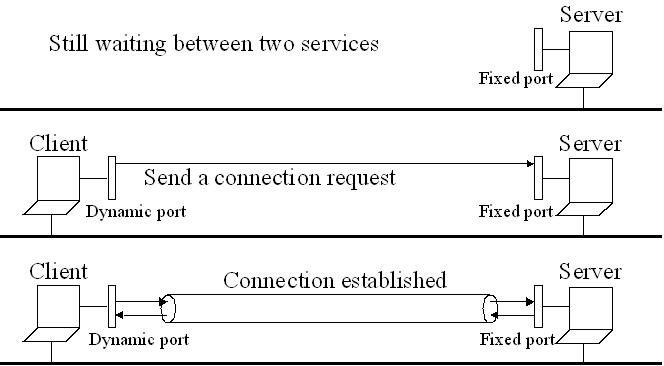 Server
Still waiting between two services
Fixed port
Client
Server
Send a connection request
Dynamic port
Fixed port
Client
Connection established
Server
Dynamic port
Fixed port